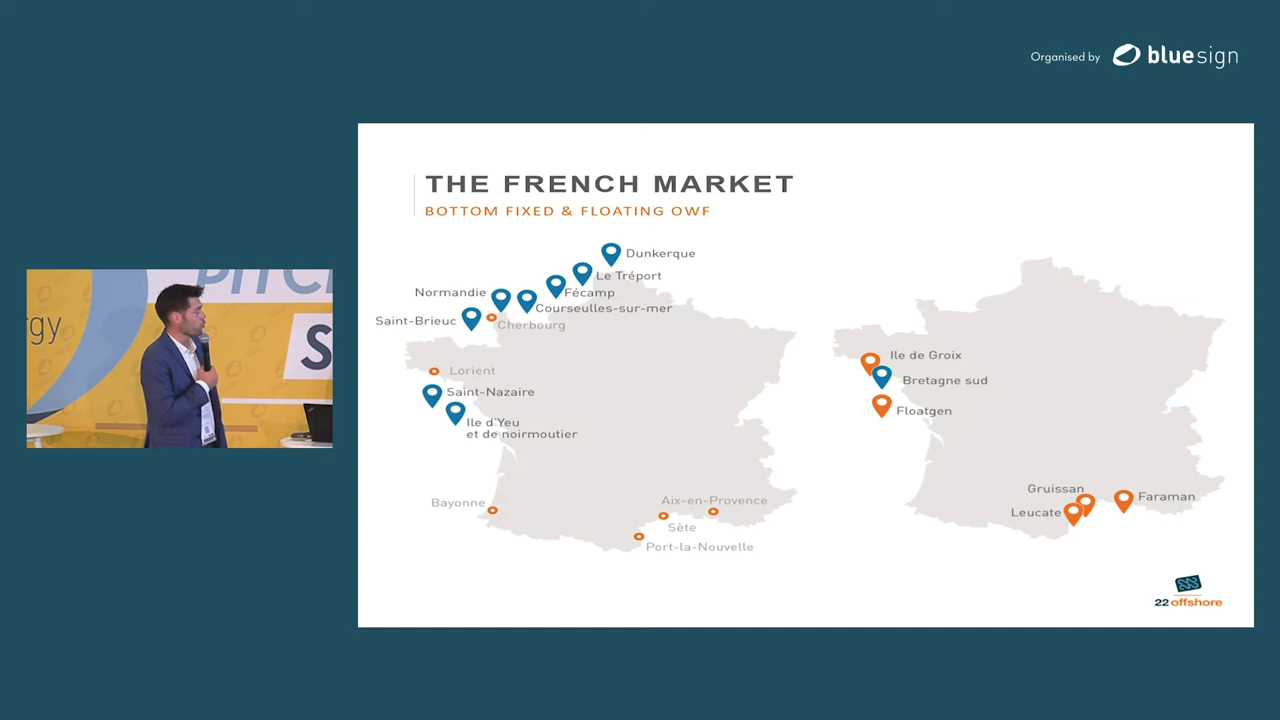 Organised by bluesign
THE FRENCH MARKET
BOTTOM FIXED & FLOATING OWF
Dunkerque
Le Tréport
Normandie
Fécamp
Courseulles-sur-mer
Saint-Brieuc
Cherbourg
Lorient
Saint-Nazaire
Ile d'Yeu
et de noirmoutier
Bayonne
Aix-en-Provence
Sète
Port-la-Nouvelle
Ile de Groix
Bretagne sud
Floatgen
Gruissan
Faraman
Leucate
22 offshore